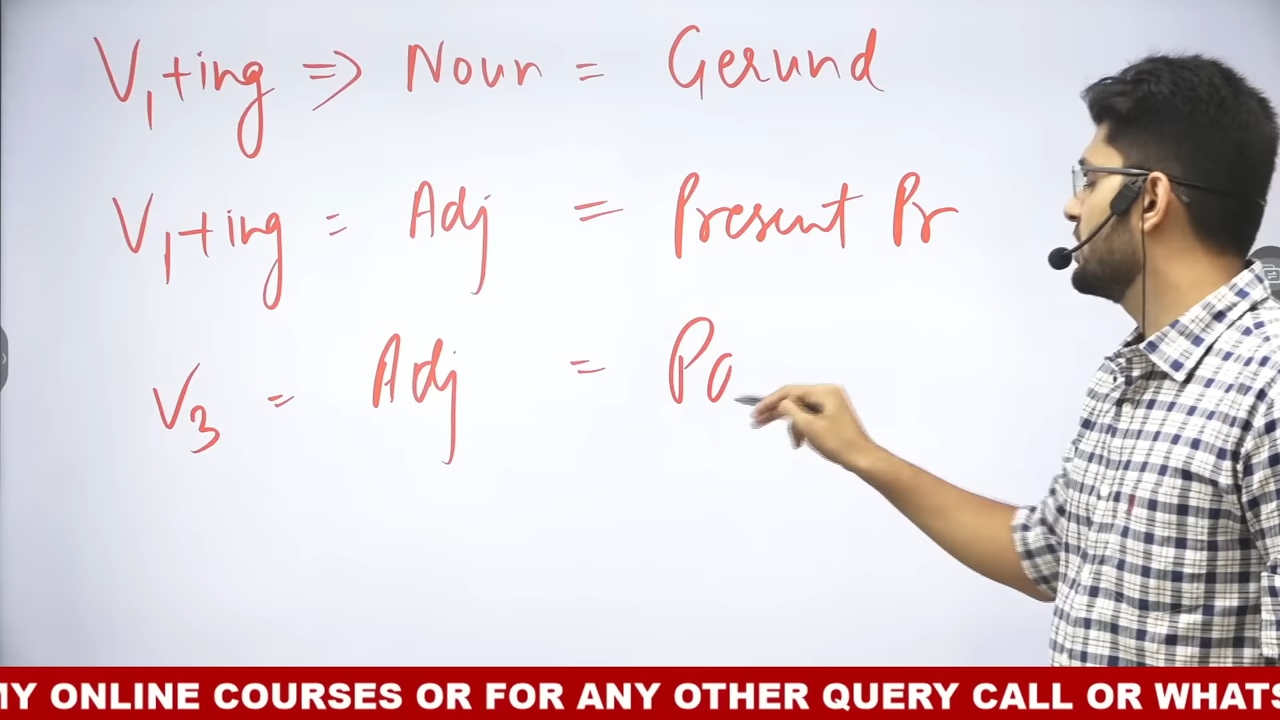 V₁+ing => Noun = Gerund
V₁+ing = Adj = Present Pr
V₃ = Adj = Pa
MY ONLINE COURSES OR FOR ANY OTHER QUERY CALL OR WHATS